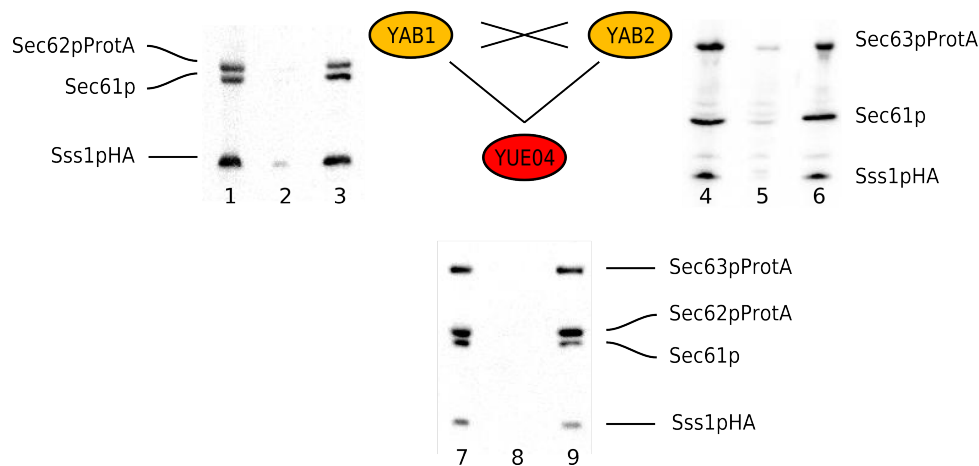 Sec62pProtA
Sec61p
Sss1pHA
1 2 3
YAB1
YAB2
YUE04
Sec63pProtA
Sec61p
Sss1pHA
4 5 6
Sec63pProtA
Sec62pProtA
Sec61p
Sss1pHA
7 8 9